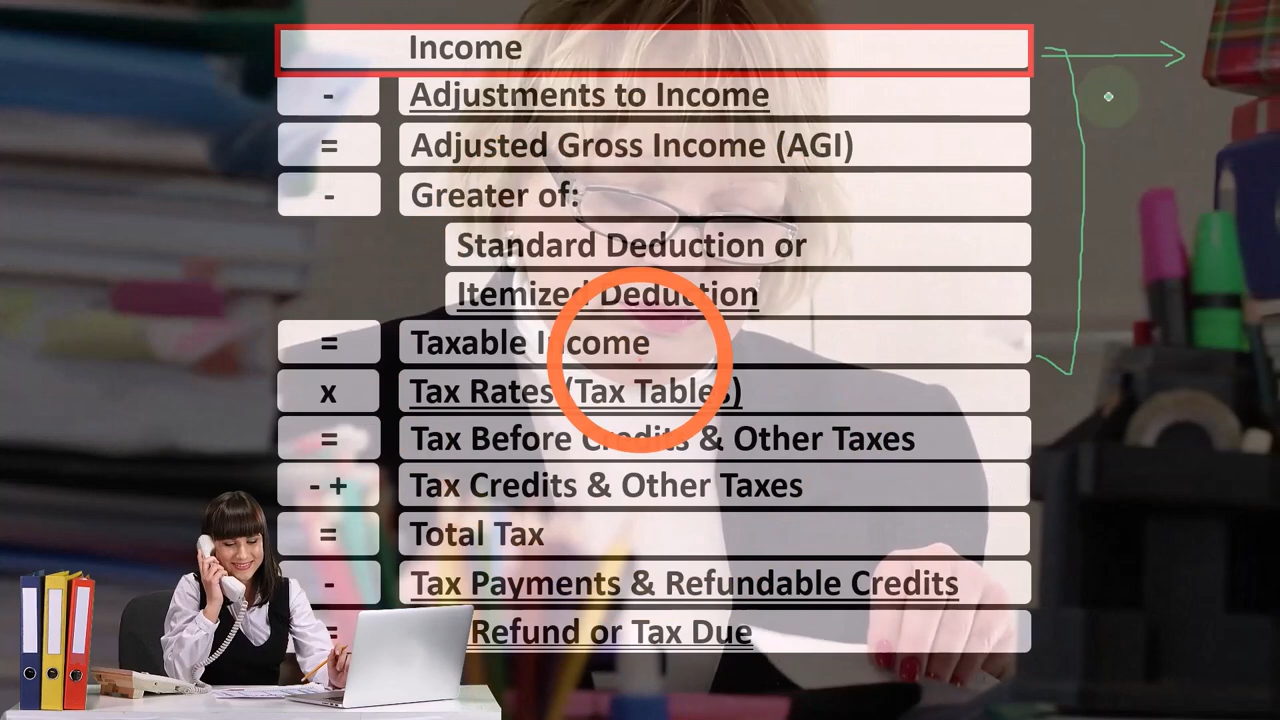 Income
- Adjustments to Income
= Adjusted Gross Income (AGI)
- Greater of:
Standard Deduction or
Itemized Deduction
= Taxable Income
x Tax Rates (Tax Tables)
= Tax Before Credits & Other Taxes
- + Tax Credits & Other Taxes
= Total Tax
- Tax Payments & Refundable Credits
= Refund or Tax Due